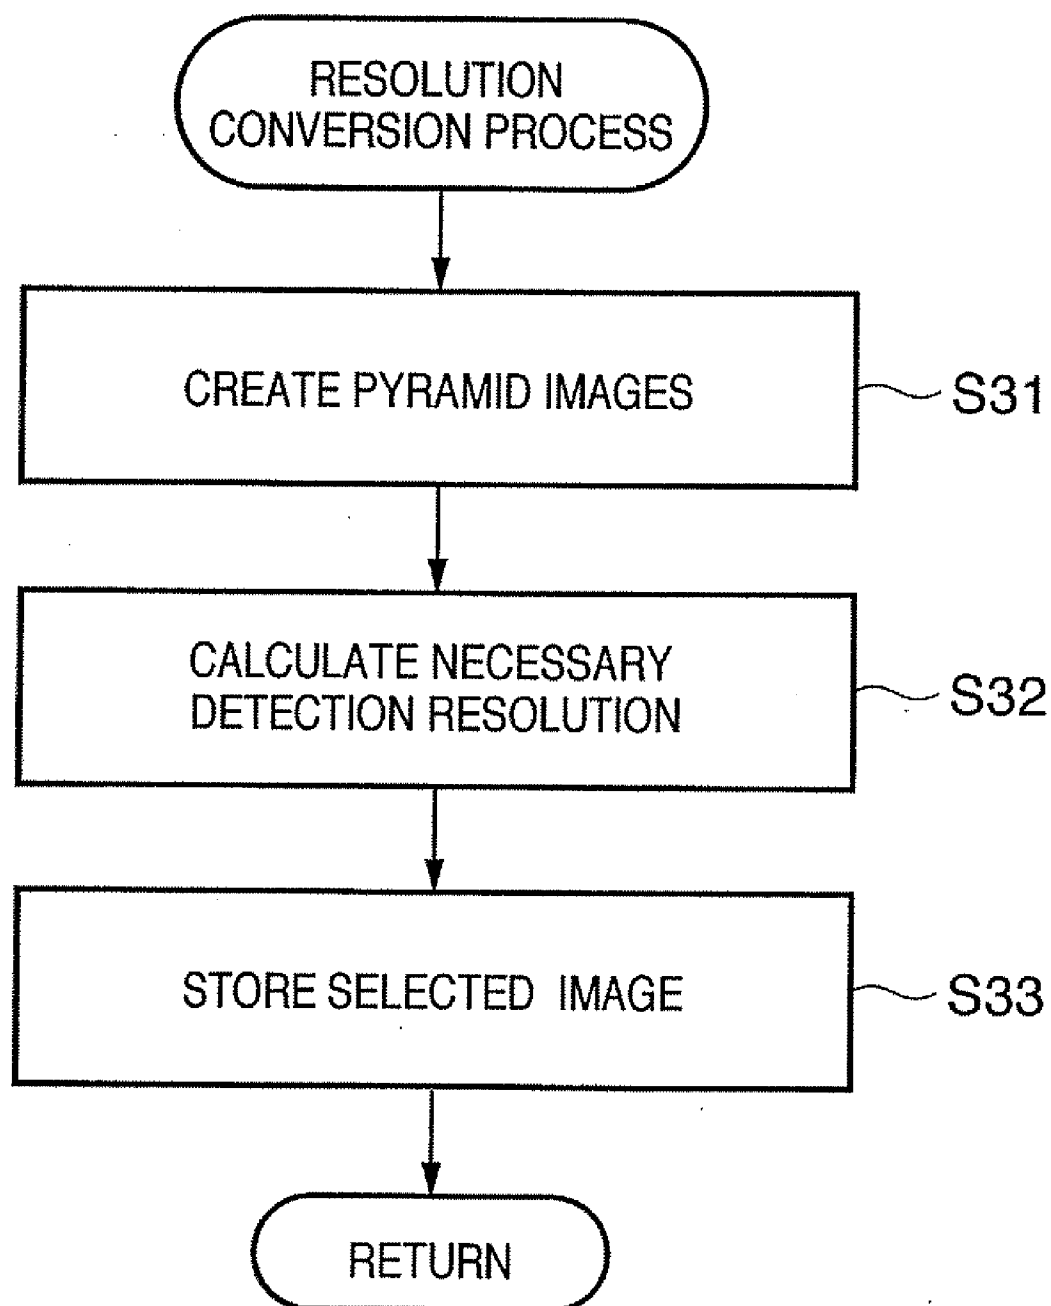 RESOLUTION
CONVERSION PROCESS
CREATE PYRAMID IMAGES
S31
CALCULATE NECESSARY
DETECTION RESOLUTION
S32
STORE SELECTED IMAGE
S33
RETURN